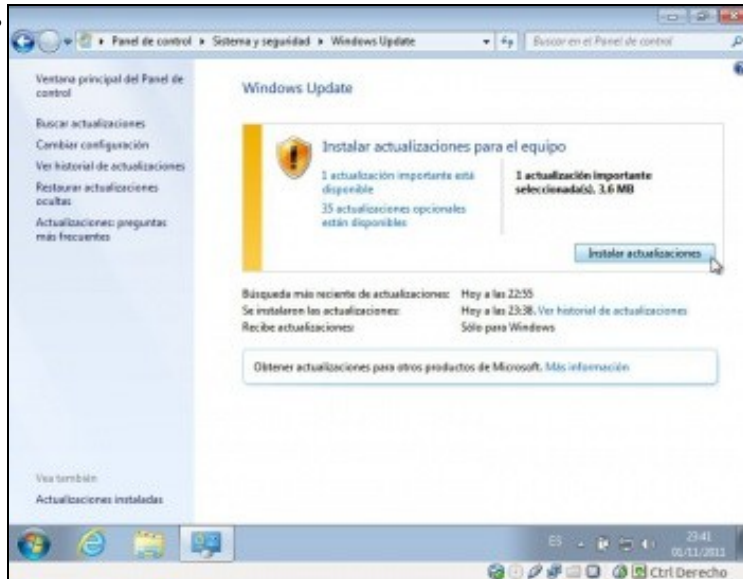 Panel de control ▸ Sistema y seguridad ▸ Windows Update
Buscar en el Panel de control
Ventana principal del Panel de
control
Buscar actualizaciones
Cambiar configuración
Ver historial de actualizaciones
Restaurar actualizaciones
ocultas
Actualizaciones: preguntas
más frecuentes
Windows Update
Instalar actualizaciones para el equipo
1 actualización importante está
disponible
35 actualizaciones opcionales
están disponibles
1 actualización importante
seleccionada(s), 3,6 MB
Instalar actualizaciones
Búsqueda más reciente de actualizaciones: Hoy a las 22:55
Se instalaron las actualizaciones: Hoy a las 23:38. Ver historial de actualizaciones
Recibe actualizaciones: Sólo para Windows
Obtener actualizaciones para otros productos de Microsoft. Más información
Vea también
Actualizaciones instaladas
ES
23:41
01/11/2011
Ctrl Derecho